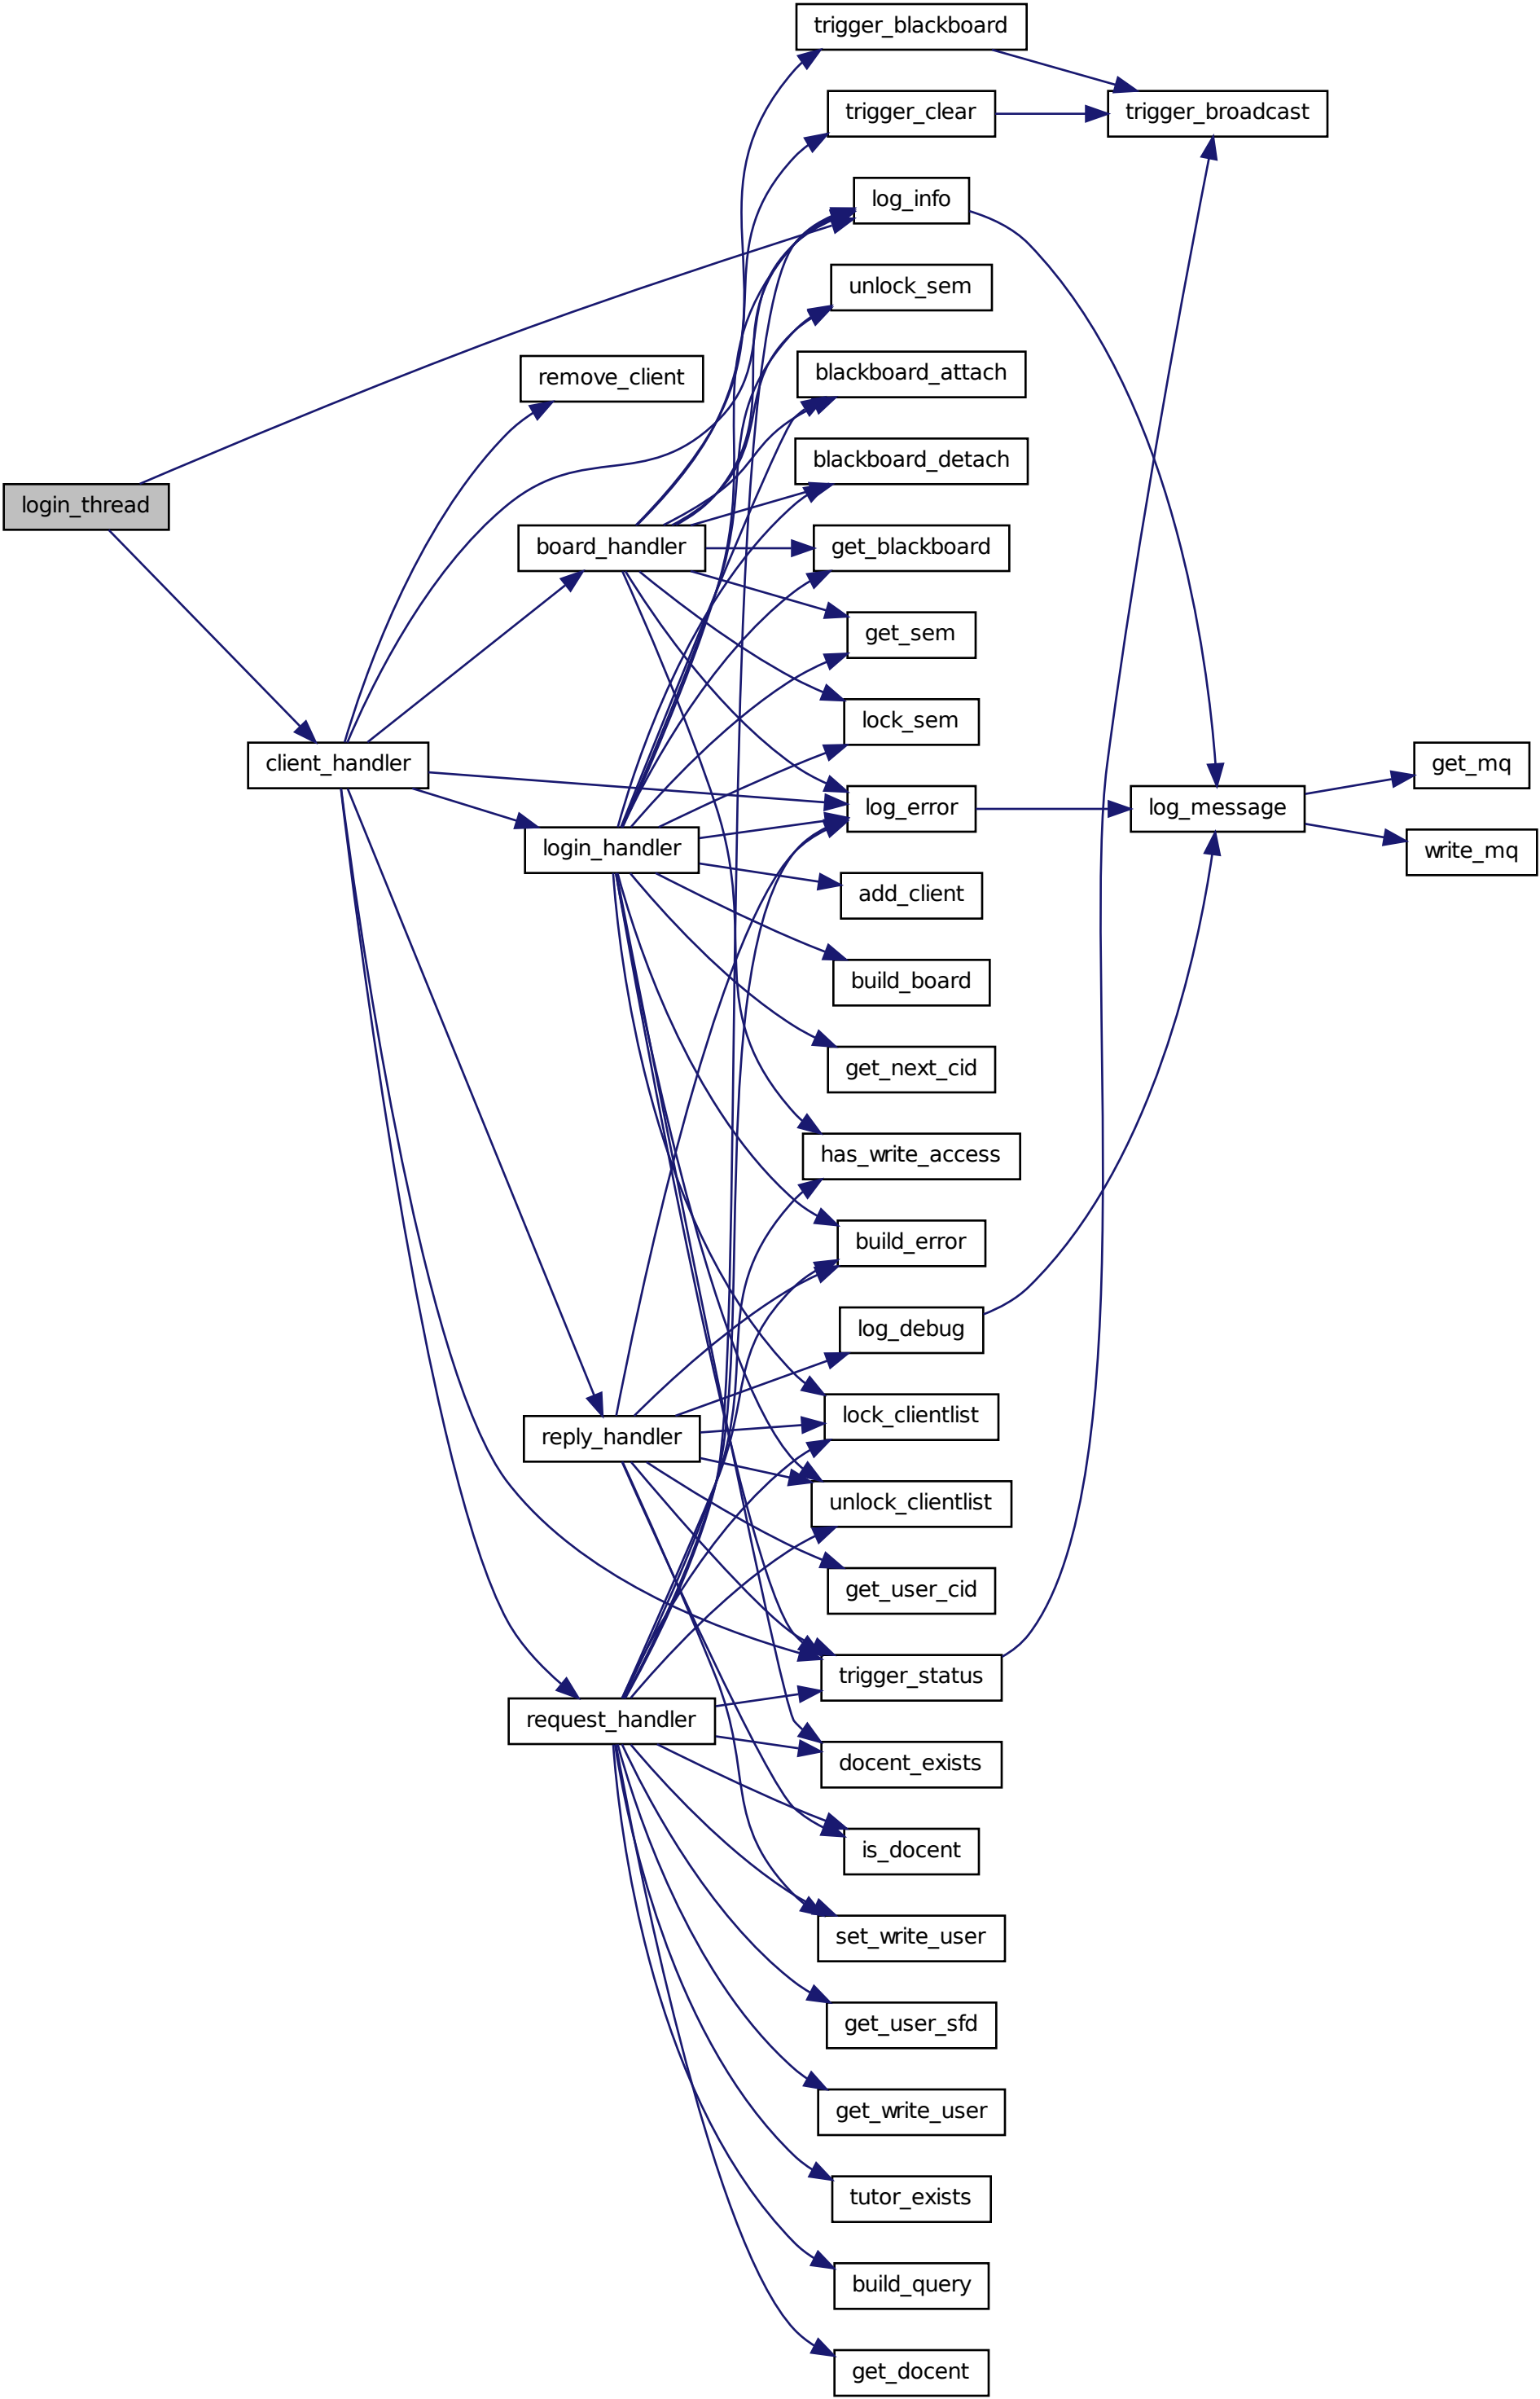 trigger_blackboard
trigger_clear
trigger_broadcast
log_info
unlock_sem
remove_client
blackboard_attach
blackboard_detach
login_thread
board_handler
get_blackboard
get_sem
lock_sem
client_handler
get_mq
log_error
log_message
login_handler
write_mq
add_client
build_board
get_next_cid
has_write_access
build_error
log_debug
lock_clientlist
reply_handler
unlock_clientlist
get_user_cid
trigger_status
request_handler
docent_exists
is_docent
set_write_user
get_user_sfd
get_write_user
tutor_exists
build_query
get_docent